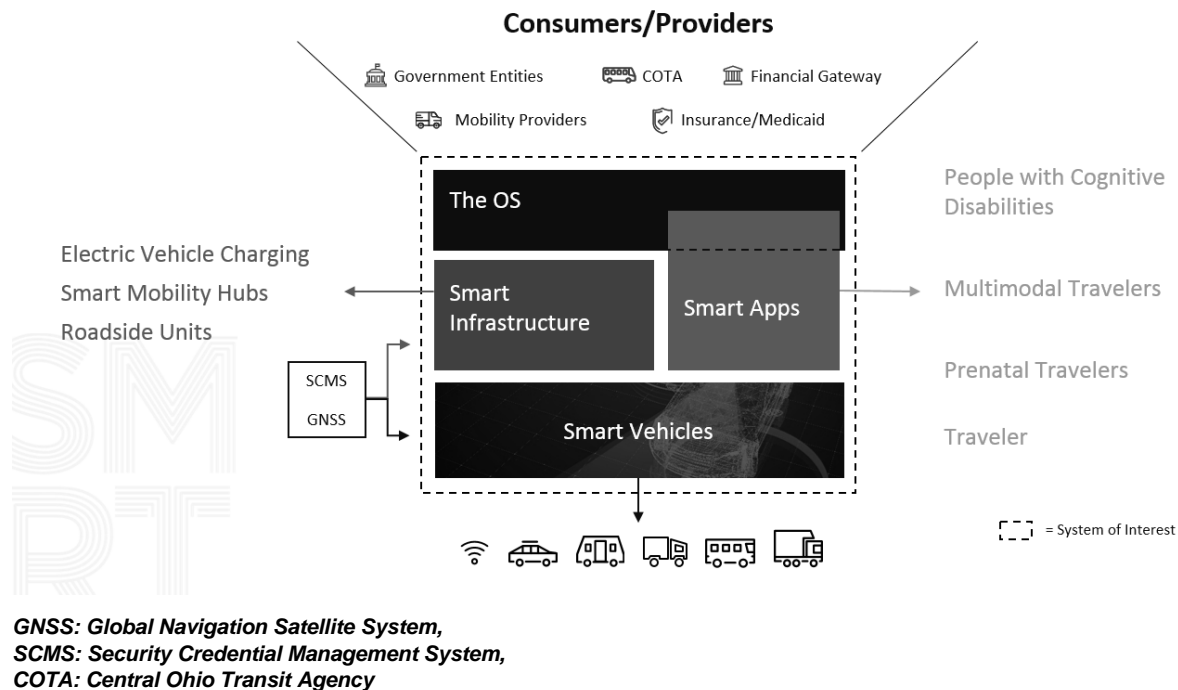 Consumers/Providers
Government Entities
COTA
Financial Gateway
Mobility Providers
Insurance/Medicaid
The OS
Smart
Infrastructure
Smart Apps
Smart Vehicles
Electric Vehicle Charging
Smart Mobility Hubs
Roadside Units
SCMS
GNSS
People with Cognitive
Disabilities
Multimodal Travelers
Prenatal Travelers
Traveler
= System of Interest
SM
RT
GNSS: Global Navigation Satellite System,
SCMS: Security Credential Management System,
COTA: Central Ohio Transit Agency